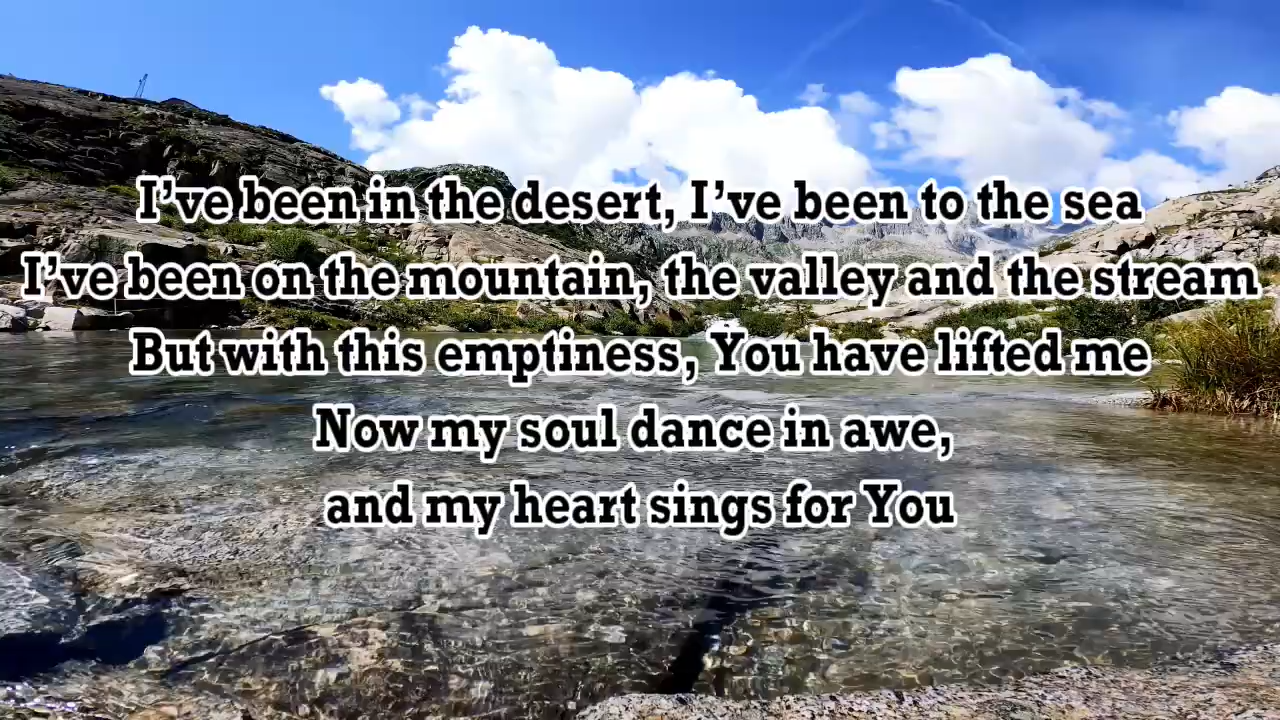 I’ve been in the desert, I’ve been to the sea
I’ve been on the mountain, the valley and the stream
But with this emptiness, You have lifted me
Now my soul dance in awe,
and my heart sings for You